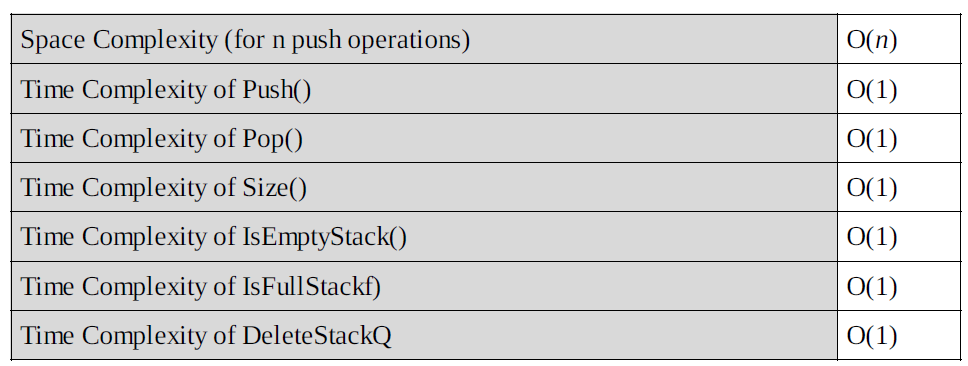 Space Complexity (for n push operations) O(n)
Time Complexity of Push() O(1)
Time Complexity of Pop() O(1)
Time Complexity of Size() O(1)
Time Complexity of IsEmptyStack() O(1)
Time Complexity of IsFullStackf) O(1)
Time Complexity of DeleteStackQ O(1)